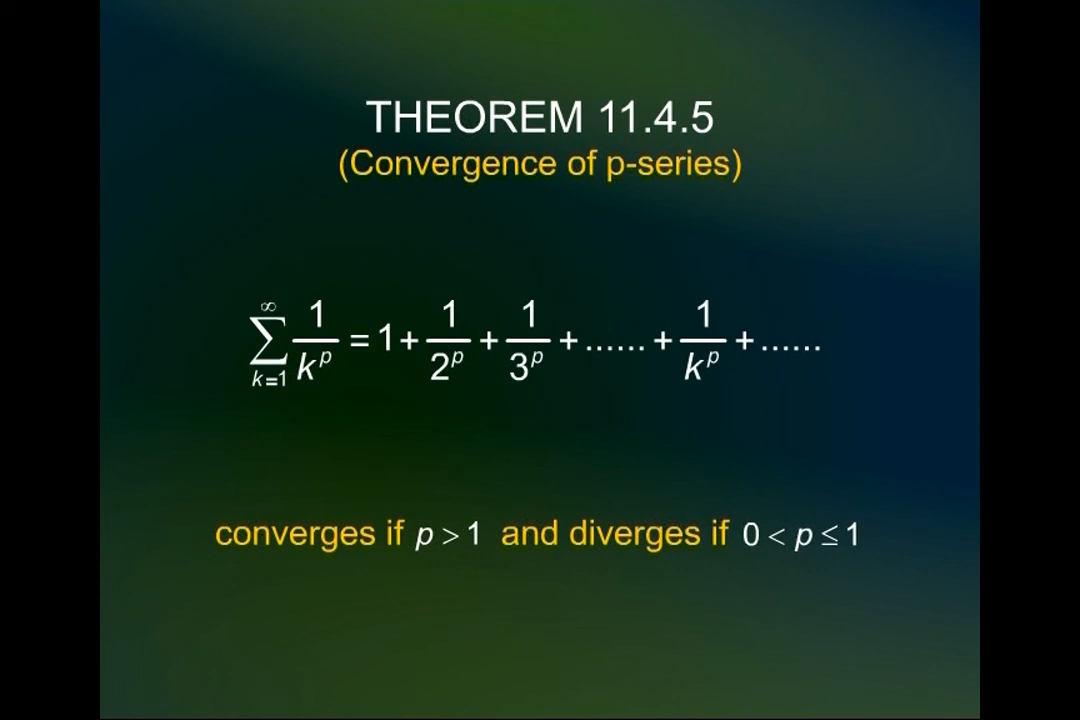 THEOREM 11.4.5
(Convergence of p-series)
∞ ∑ k=1 1/k^p = 1 + 1/2^p + 1/3^p + ...... + 1/k^p + ......
converges if p > 1 and diverges if 0 < p ≤ 1